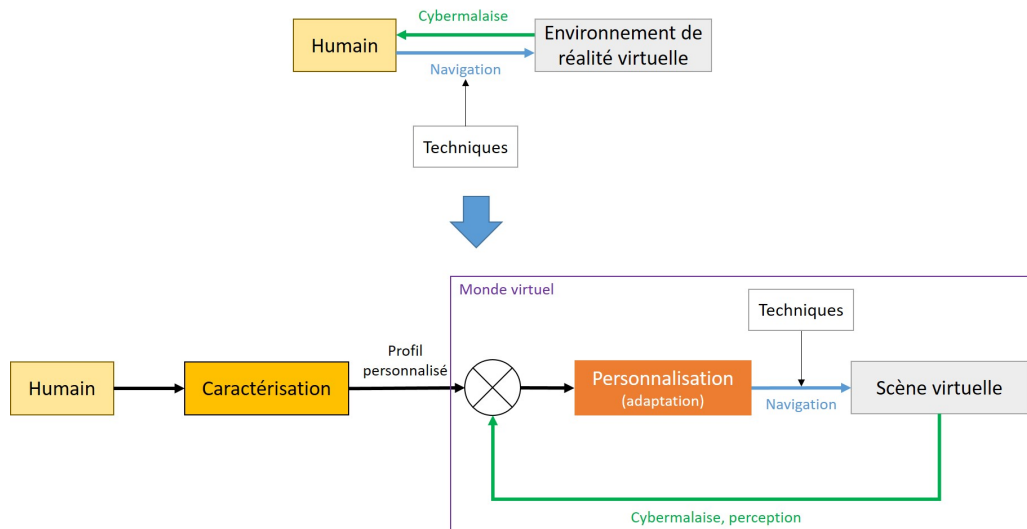 Cybermalaise
Humain
Environnement de
réalité virtuelle
Navigation
Techniques
Monde virtuel
Techniques
Profil
personnalisé
Humain
Caractérisation
Personnalisation
(adaptation)
Navigation
Scène virtuelle
Cybermalaise, perception